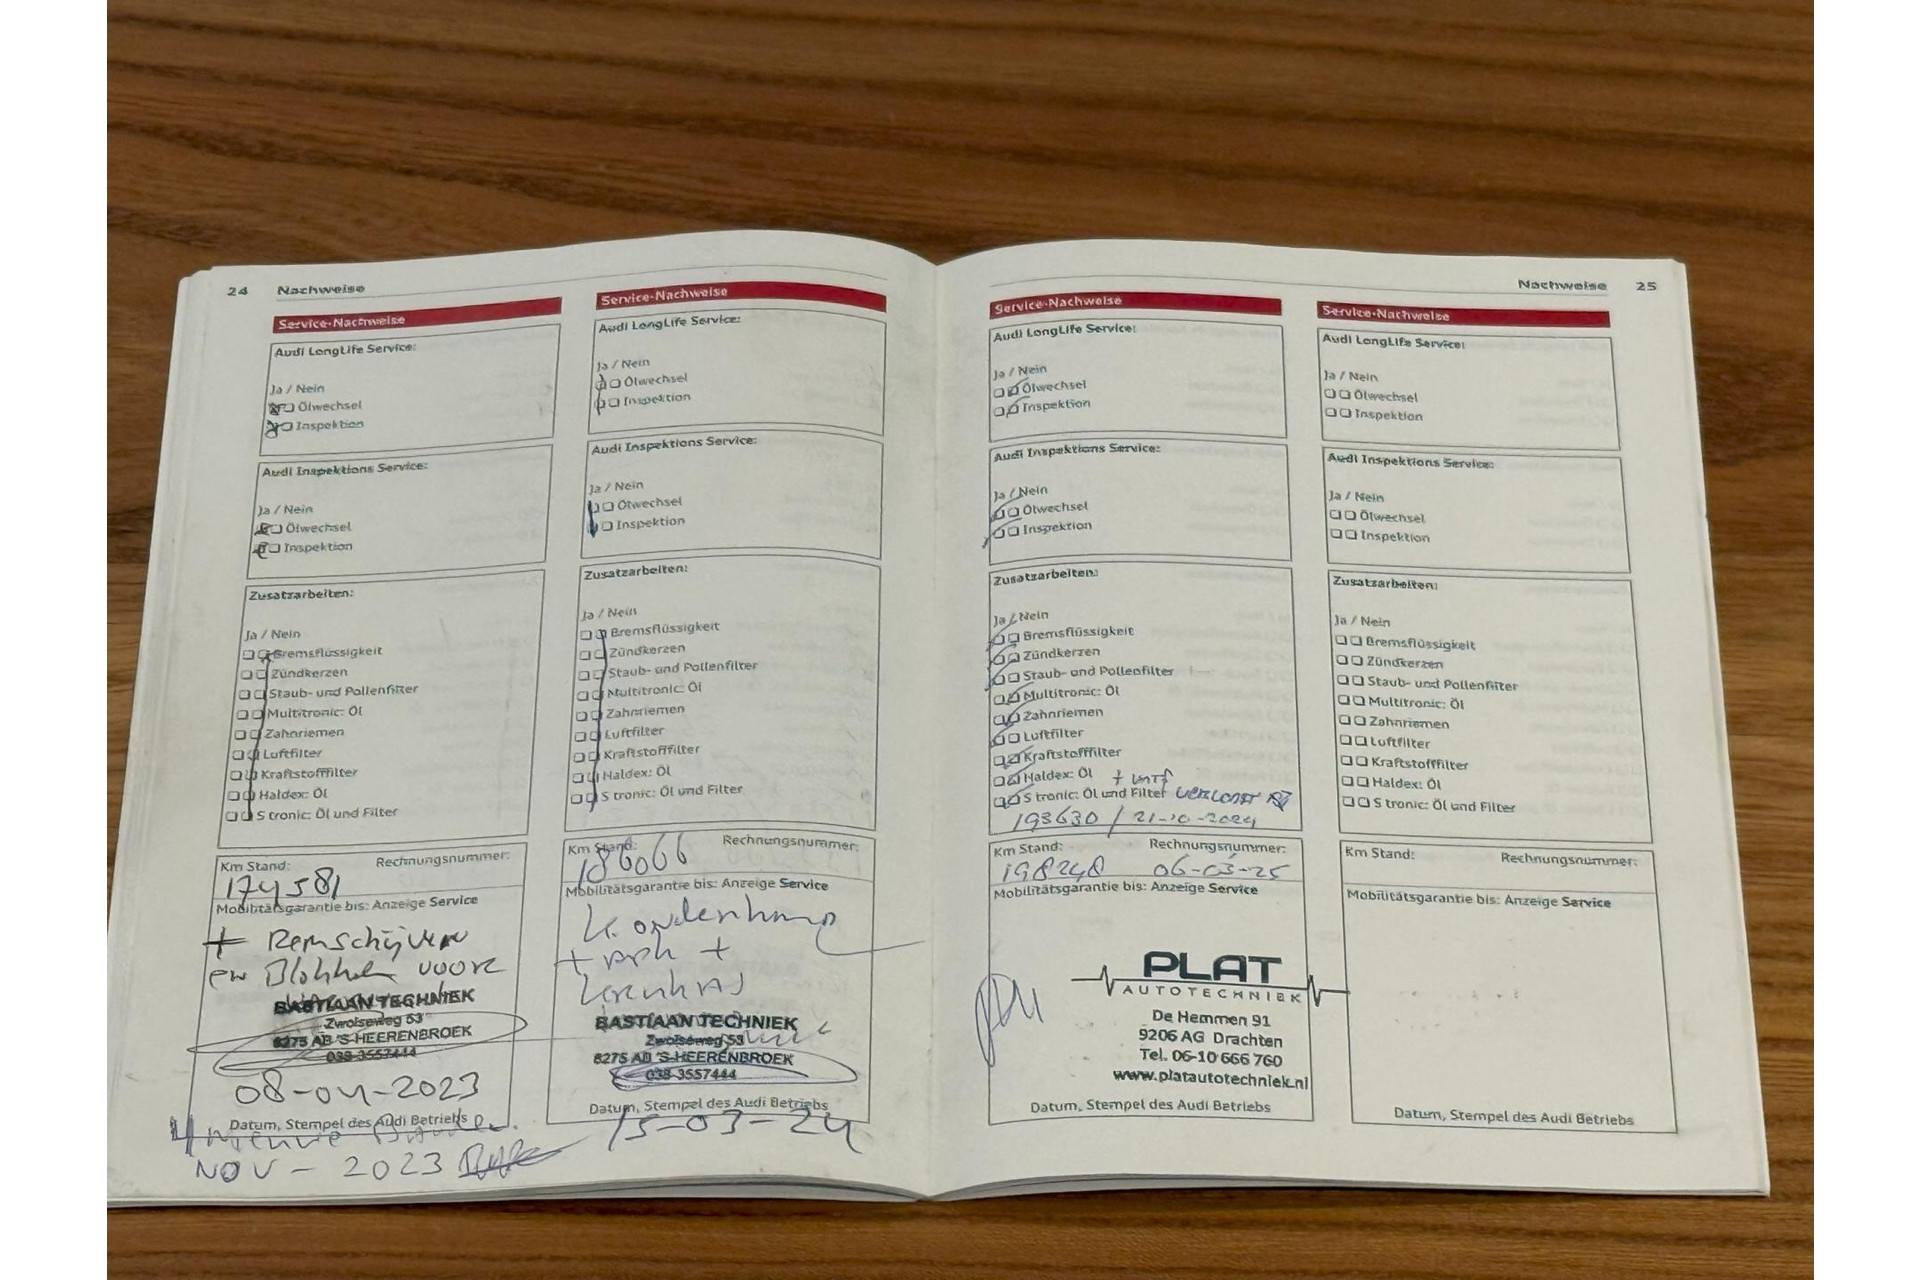 24 Nachweise
Service-Nachweise
Audi LongLife Service:
Ja / Nein
Ölwechsel
Inspektion
Audi Inspektions Service:
Ja / Nein
Ölwechsel
Inspektion
Zusatzarbeiten:
Ja / Nein
Bremsflüssigkeit
Zündkerzen
Staub- und Pollenfilter
Multitronic: Öl
Zahnriemen
Luftfilter
Kraftstofffilter
Haldex: Öl
S tronic: Öl und Filter
Km Stand: Rechnungsnummer:
174581
Mobilitätsgarantie bis: Anzeige Service
+ Remschijven
en Blokken voor
BASTIAAN TECHNIEK
Zwolseweg 53
8275 AB 'S-HEERENBROEK
038-3557444
08-04-2023
Datum, Stempel des Audi Betriebs
4 nieuwe
NOV - 2023
Service-Nachweise
Audi LongLife Service:
Ja / Nein
Ölwechsel
Inspektion
Audi Inspektions Service:
Ja / Nein
Ölwechsel
Inspektion
Zusatzarbeiten:
Ja / Nein
Bremsflüssigkeit
Zündkerzen
Staub- und Pollenfilter
Multitronic: Öl
Zahnriemen
Luftfilter
Kraftstofffilter
Haldex: Öl
S tronic: Öl und Filter
Km Stand: Rechnungsnummer:
186066
Mobilitätsgarantie bis: Anzeige Service
BASTIAAN TECHNIEK
Zwolseweg 53
8275 AB 'S-HEERENBROEK
038-3557444
Datum, Stempel des Audi Betriebs
15-03-24
Nachweise 25
Service-Nachweise
Audi LongLife Service:
Ja / Nein
Ölwechsel
Inspektion
Audi Inspektions Service:
Ja / Nein
Ölwechsel
Inspektion
Zusatzarbeiten:
Ja / Nein
Bremsflüssigkeit
Zündkerzen
Staub- und Pollenfilter
Multitronic: Öl
Zahnriemen
Luftfilter
Kraftstofffilter
Haldex: Öl +
S tronic: Öl und Filter
193630 / 21-10-2024
Km Stand: Rechnungsnummer:
198248 06-03-25
Mobilitätsgarantie bis: Anzeige Service
PLAT
AUTOTECHNIEK
De Hemmen 91
9206 AG Drachten
Tel. 06-10 666 760
www.platautotechniek.nl
Datum, Stempel des Audi Betriebs
Service-Nachweise
Audi LongLife Service:
Ja / Nein
Ölwechsel
Inspektion
Audi Inspektions Service:
Ja / Nein
Ölwechsel
Inspektion
Zusatzarbeiten:
Ja / Nein
Bremsflüssigkeit
Zündkerzen
Staub- und Pollenfilter
Multitronic: Öl
Zahnriemen
Luftfilter
Kraftstofffilter
Haldex: Öl
S tronic: Öl und Filter
Km Stand: Rechnungsnummer:
Mobilitätsgarantie bis: Anzeige Service
Datum, Stempel des Audi Betriebs